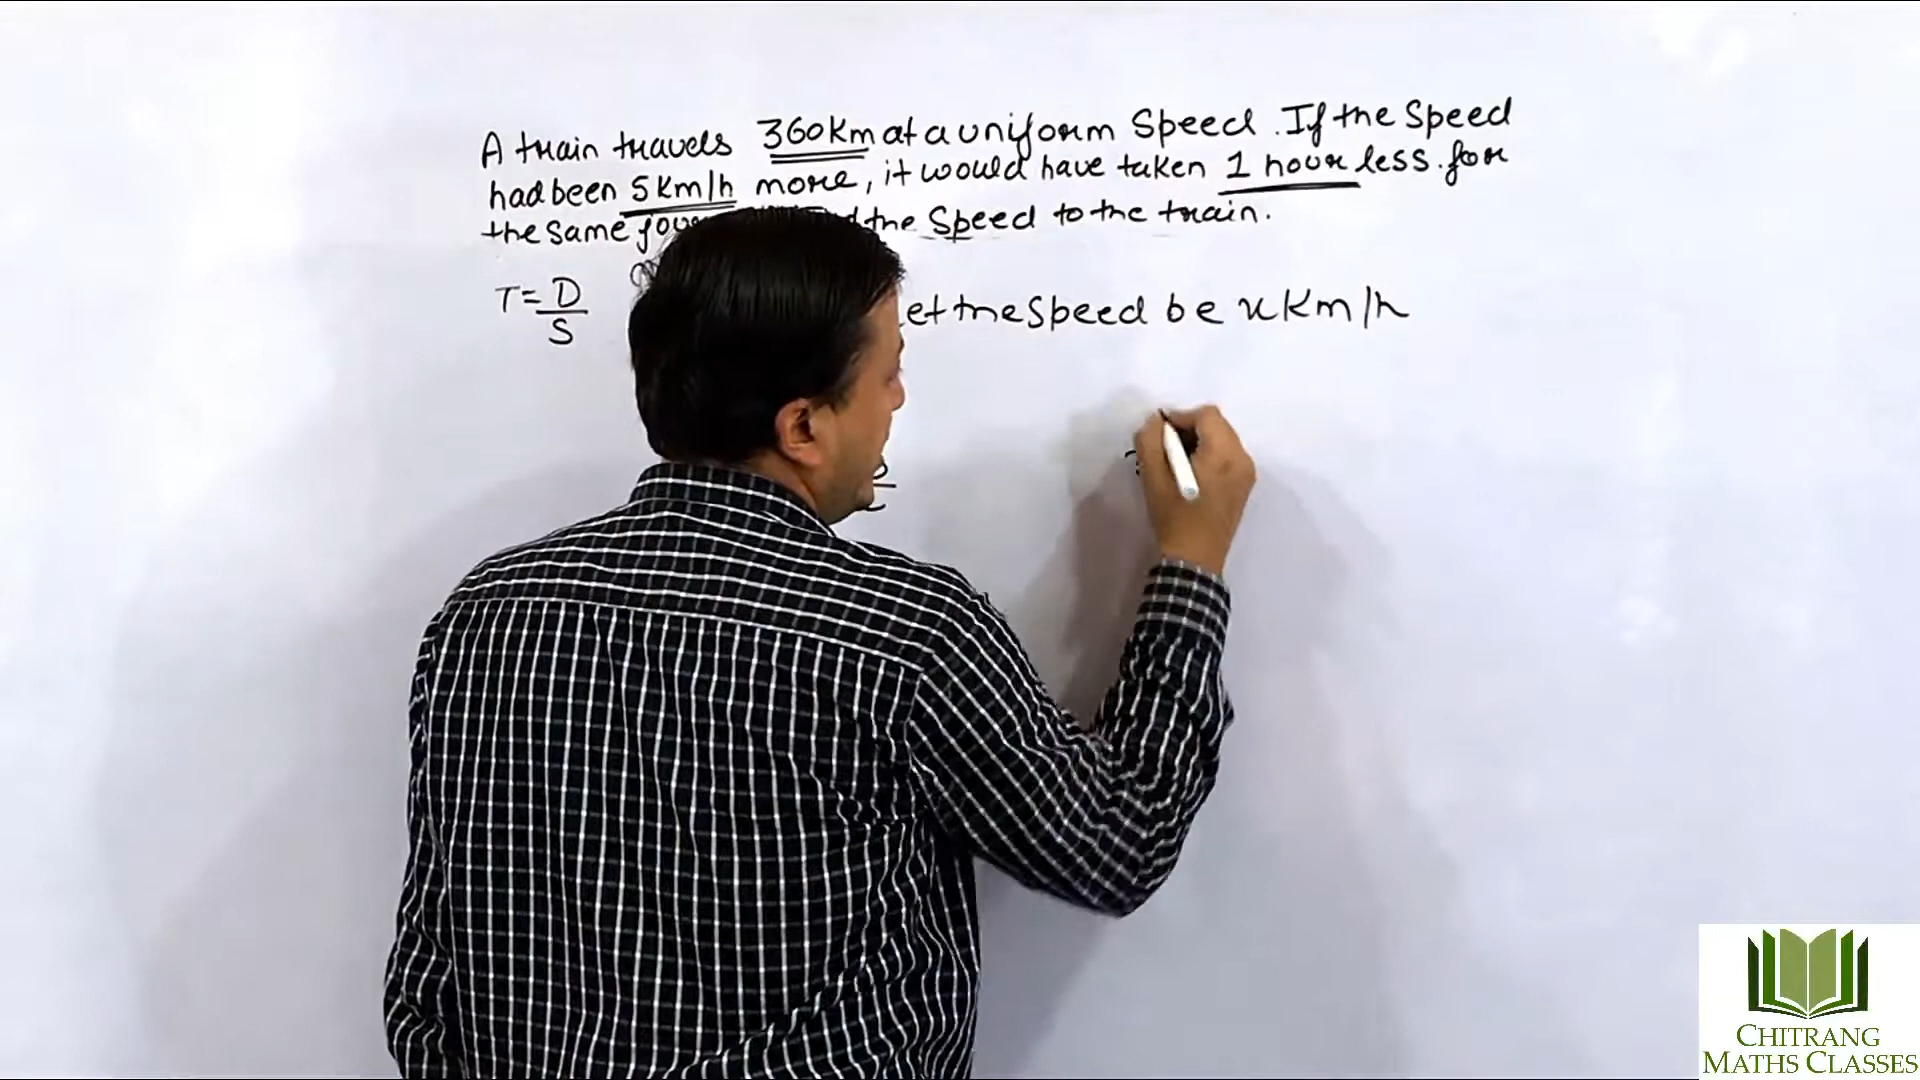 A train travels 360Km at a uniform Speed. If the Speed
had been 5Km/h more, it would have taken 1 hour less for
the same the Speed to the train.
T=D/S
et the Speed be x Km/h
CHITRANG
MATHS CLASSES